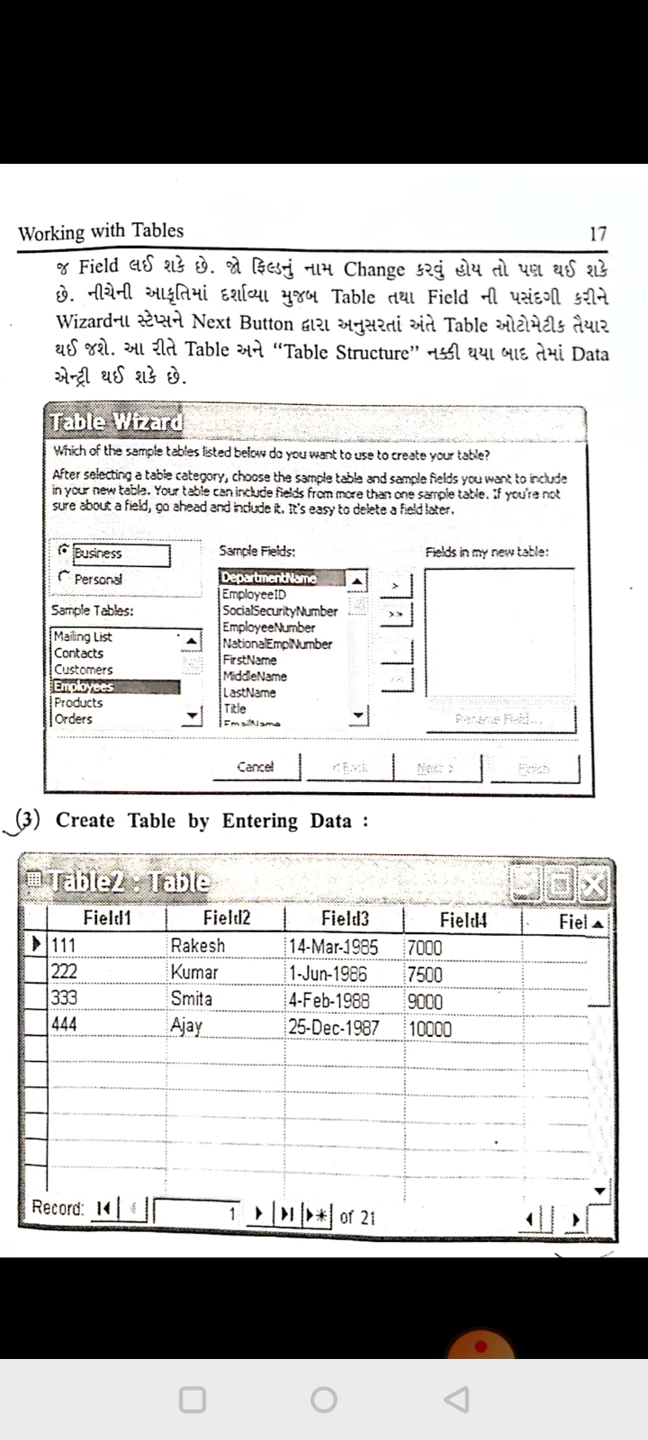 Working with Tables 17
જ Field લઈ શકે છે. જો ફિલ્ડનું નામ Change કરવું હોય તો પણ થઈ શકે
છે. નીચેની આકૃતિમાં દર્શાવ્યા મુજબ Table તથા Field ની પસંદગી કરીને
Wizardના સ્ટેપ્સને Next Button દ્વારા અનુસરતાં અંતે Table ઓટોમેટીક તૈયાર
થઈ જશે. આ રીતે Table અને “Table Structure” નક્કી થયા બાદ તેમાં Data
એન્ટ્રી થઈ શકે છે.
Table Wizard
Which of the sample tables listed below do you want to use to create your table?
After selecting a table category, choose the sample table and sample fields you want to include
in your new table. Your table can include fields from more than one sample table. If you're not
sure about a field, go ahead and include it. It's easy to delete a field later.
Business
Personal
Sample Tables:
Mailing List
Contacts
Customers
Employees
Products
Orders
Sample Fields:
DepartmentName
EmployeeID
SocialSecurityNumber
EmployeeNumber
NationalEmplNumber
FirstName
MiddleName
LastName
Title
EmailName
>
>>
<
<<
Fields in my new table:
Rename Field...
Cancel < Back Next > Finish
(3) Create Table by Entering Data :
Table2 : Table
Field1 Field2 Field3 Field4 Fiel
111 Rakesh 14-Mar-1985 7000
222 Kumar 1-Jun-1986 7500
333 Smita 4-Feb-1988 9000
444 Ajay 25-Dec-1987 10000
Record: 1 of 21